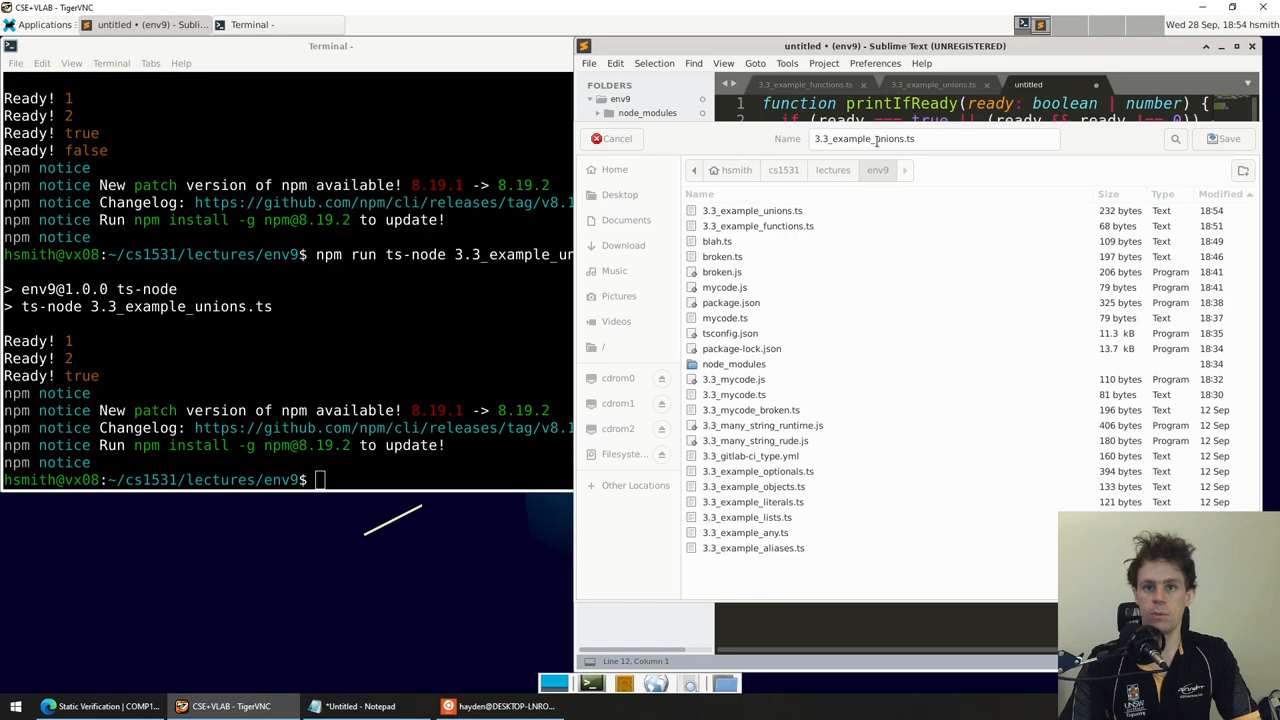 CSE+VLAB - TigerVNC
Applications
untitled • (env9) - Subli...
Terminal -
Wed 28 Sep, 18:54 hsmith
Terminal -
File Edit View Terminal Tabs Help
Ready! 1
Ready! 2
Ready! true
Ready! false
npm notice
npm notice New patch version of npm available! 8.19.1 -> 8.19.2
npm notice Changelog: https://github.com/npm/cli/releases/tag/v8.1
npm notice Run npm install -g npm@8.19.2 to update!
npm notice
hsmith@vx08:~/cs1531/lectures/env9$ npm run ts-node 3.3_example_un
> env9@1.0.0 ts-node
> ts-node 3.3_example_unions.ts
Ready! 1
Ready! 2
Ready! true
npm notice
npm notice New patch version of npm available! 8.19.1 -> 8.19.2
npm notice Changelog: https://github.com/npm/cli/releases/tag/v8.1
npm notice Run npm install -g npm@8.19.2 to update!
npm notice
hsmith@vx08:~/cs1531/lectures/env9$
untitled • (env9) - Sublime Text (UNREGISTERED)
File Edit Selection Find View Goto Tools Project Preferences Help
FOLDERS
env9
node_modules
3.3_example_functions.ts
3.3_example_unions.ts
untitled
1 function printIfReady(ready: boolean | number) {
2 if (ready === true || (ready && ready !== 0)) {
Cancel
Name
3.3_example_unions.ts
Save
hsmith cs1531 lectures env9
Home
Desktop
Documents
Download
Music
Pictures
Videos
/
cdrom0
cdrom1
cdrom2
Filesyste...
Other Locations
Name Size Type Modified
3.3_example_unions.ts 232 bytes Text 18:54
3.3_example_functions.ts 68 bytes Text 18:51
blah.ts 109 bytes Text 18:49
broken.ts 197 bytes Text 18:46
broken.js 206 bytes Program 18:41
mycode.js 79 bytes Program 18:41
package.json 325 bytes Text 18:38
mycode.ts 79 bytes Text 18:37
tsconfig.json 11.3 kB Program 18:35
package-lock.json 13.7 kB Program 18:34
node_modules 18:34
3.3_mycode.js 110 bytes Program 18:32
3.3_mycode.ts 81 bytes Text 18:30
3.3_mycode_broken.ts 196 bytes Text 12 Sep
3.3_many_string_runtime.js 406 bytes Program 12 Sep
3.3_many_string_rude.js 180 bytes Program 12 Sep
3.3_gitlab-ci_type.yml 160 bytes Text 12 Sep
3.3_example_optionals.ts 394 bytes Text 12 Sep
3.3_example_objects.ts 133 bytes Text 12 Sep
3.3_example_literals.ts 121 bytes Text 12 Sep
3.3_example_lists.ts
3.3_example_any.ts
3.3_example_aliases.ts
Line 12, Column 1
Static Verification | COMP1...
CSE+VLAB - TigerVNC
*Untitled - Notepad
hayden@DESKTOP-LNRO...
UNSW